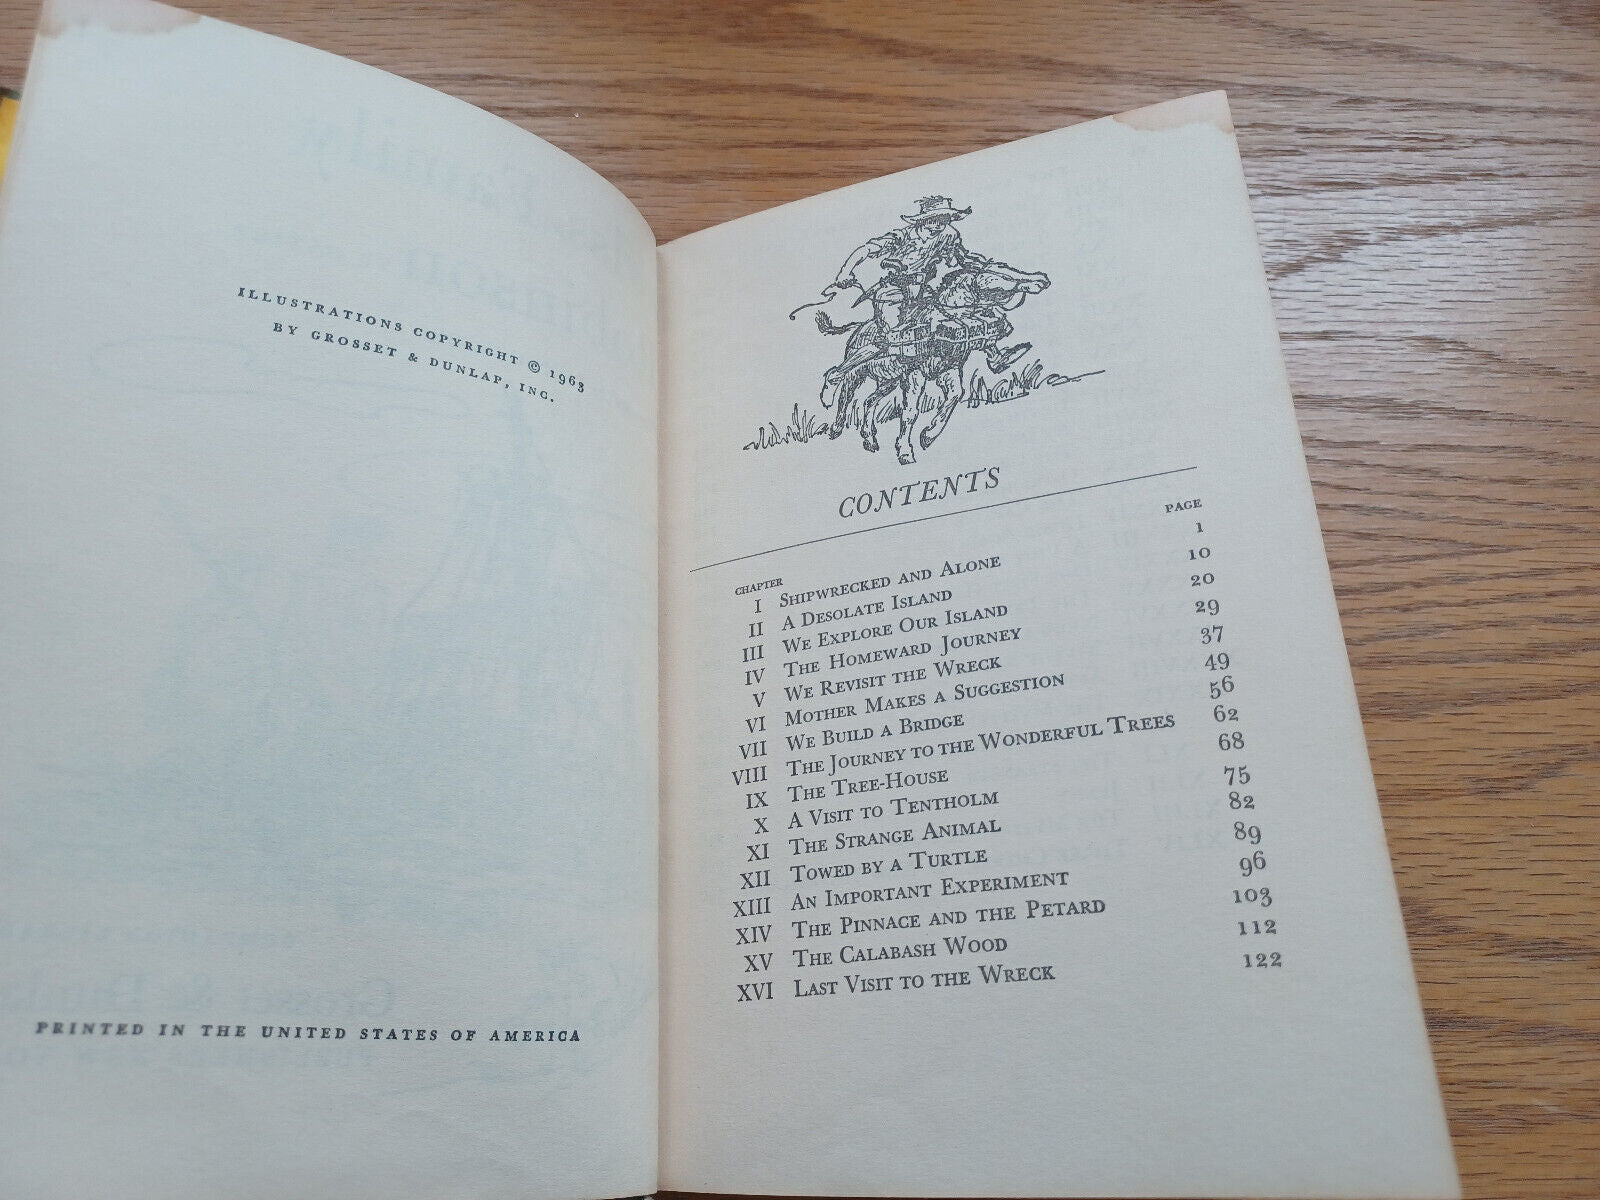 ILLUSTRATIONS COPYRIGHT © 1963
BY GROSSET & DUNLAP, INC.
PRINTED IN THE UNITED STATES OF AMERICA
CONTENTS
CHAPTER PAGE
I SHIPWRECKED AND ALONE 1
II A DESOLATE ISLAND 10
III WE EXPLORE OUR ISLAND 20
IV THE HOMEWARD JOURNEY 29
V WE REVISIT THE WRECK 37
VI MOTHER MAKES A SUGGESTION 49
VII WE BUILD A BRIDGE 56
VIII THE JOURNEY TO THE WONDERFUL TREES 62
IX THE TREE-HOUSE 68
X A VISIT TO TENTHOLM 75
XI THE STRANGE ANIMAL 82
XII TOWED BY A TURTLE 89
XIII AN IMPORTANT EXPERIMENT 96
XIV THE PINNACE AND THE PETARD 103
XV THE CALABASH WOOD 112
XVI LAST VISIT TO THE WRECK 122